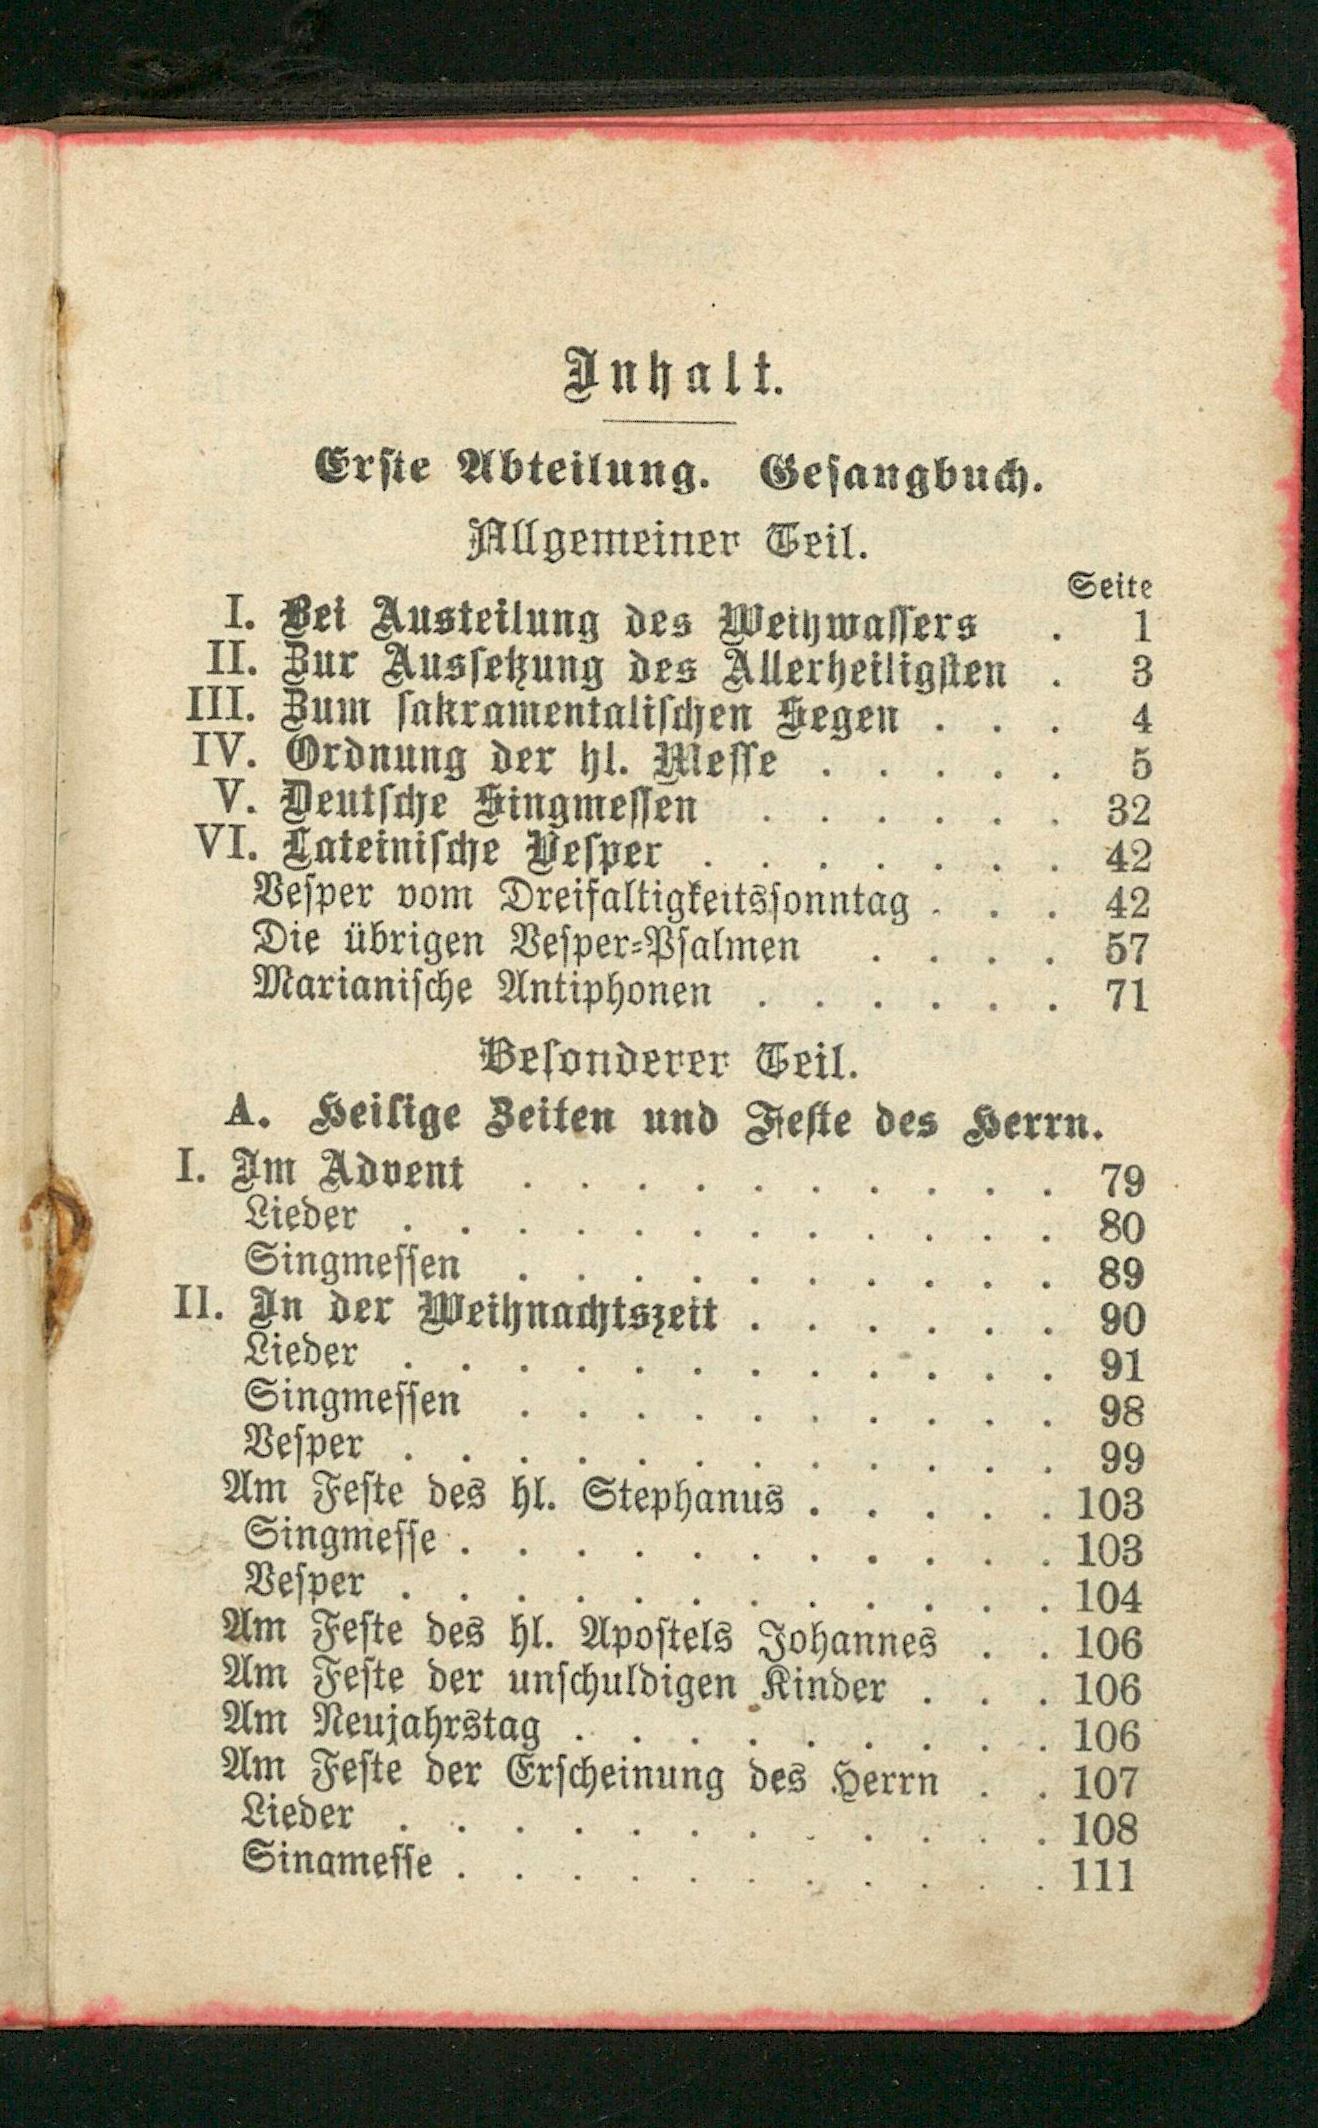 Inhalt.
Erste Abteilung. Gesangbuch.
Allgemeiner Teil.
Seite
I. Bei Austeilung des Weihwassers . 1
II. Zur Aussetzung des Allerheiligsten . 3
III. Zum sakramentalischen Segen . . . 4
IV. Ordnung der hl. Messe . . . . . 5
V. Deutsche Singmessen . . . . . . 32
VI. Lateinische Vesper . . . . . . . 42
Vesper vom Dreifaltigkeitssonntag . . . 42
Die übrigen Vesper-Psalmen . . . . 57
Marianische Antiphonen . . . . . . 71
Besonderer Teil.
A. Heilige Zeiten und Feste des Herrn.
I. Im Advent . . . . . . . . . . 79
Lieder . . . . . . . . . . . . 80
Singmessen . . . . . . . . . . 89
II. In der Weihnachtszeit . . . . . . 90
Lieder . . . . . . . . . . . . 91
Singmessen . . . . . . . . . . 98
Vesper . . . . . . . . . . . . 99
Am Feste des hl. Stephanus . . . . . 103
Singmesse . . . . . . . . . . . 103
Vesper . . . . . . . . . . . . 104
Am Feste des hl. Apostels Johannes . . 106
Am Feste der unschuldigen Kinder . . . 106
Am Neujahrstag . . . . . . . . . 106
Am Feste der Erscheinung des Herrn . . 107
Lieder . . . . . . . . . . . . 108
Singmesse . . . . . . . . . . . 111